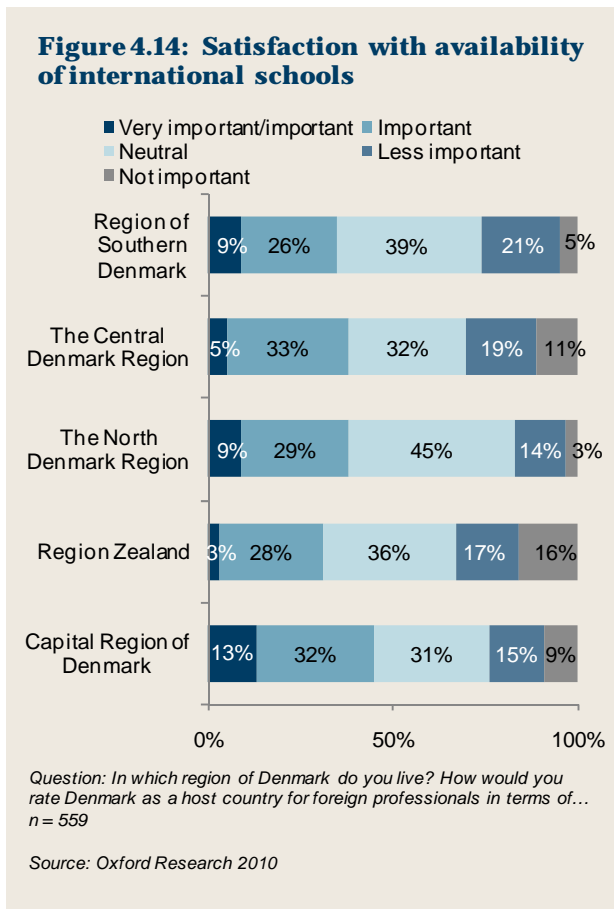 Figure 4.14: Satisfaction with availability
of international schools
Very important/important Important
Neutral Less important
Not important
Region of
Southern
Denmark
9% 26% 39% 21% 5%
The Central
Denmark Region
5% 33% 32% 19% 11%
The North
Denmark Region
9% 29% 45% 14% 3%
Region Zealand
3% 28% 36% 17% 16%
Capital Region of
Denmark
13% 32% 31% 15% 9%
0% 50% 100%
Question: In which region of Denmark do you live? How would you
rate Denmark as a host country for foreign professionals in terms of…
n = 559
Source: Oxford Research 2010